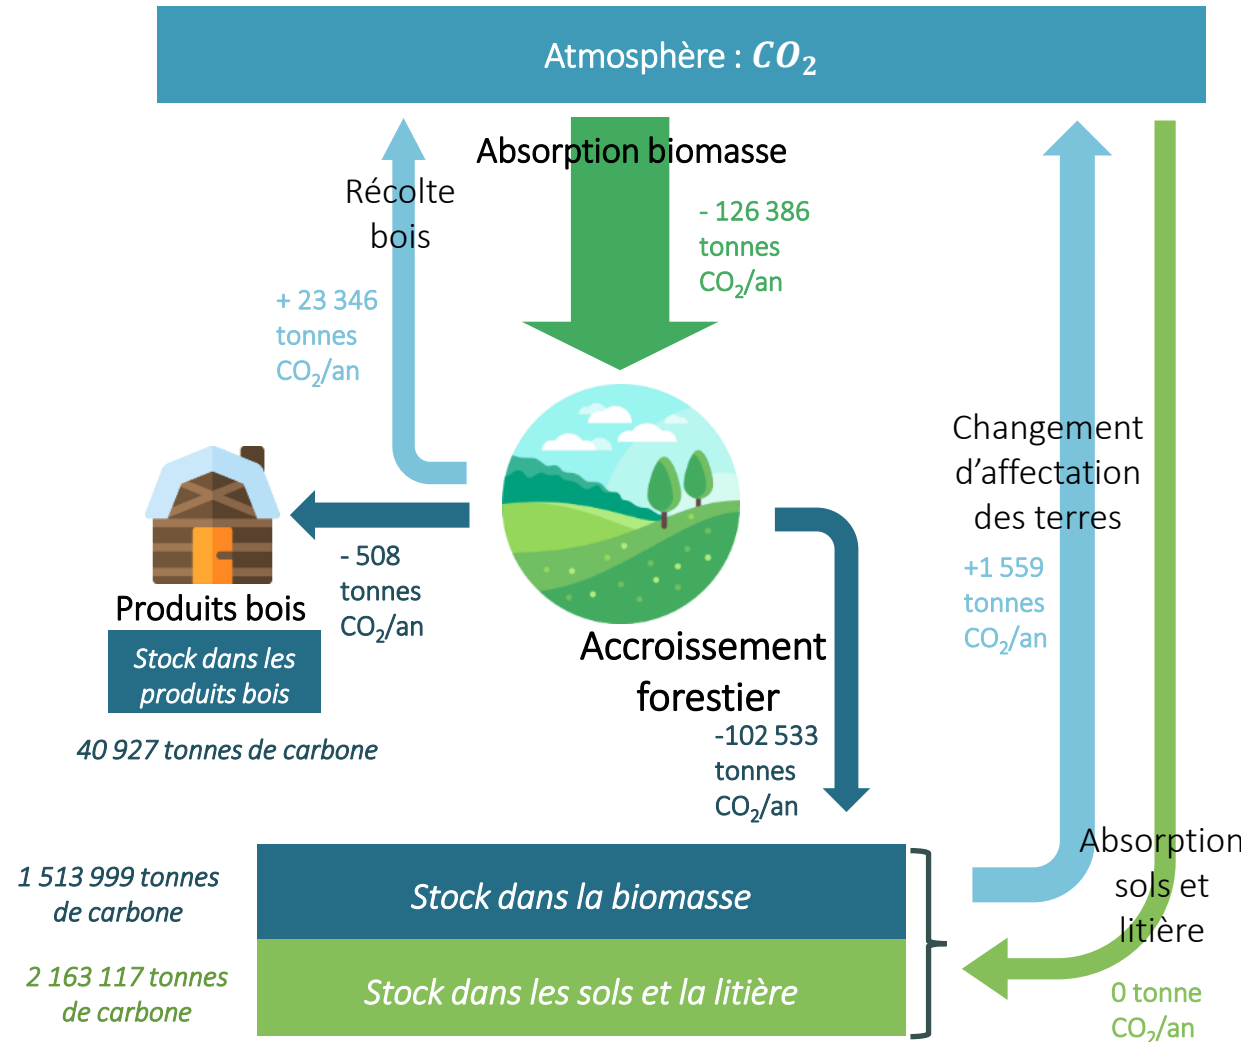 Atmosphère : CO₂
Absorption biomasse
- 126 386
tonnes
CO₂/an
Récolte
bois
+ 23 346
tonnes
CO₂/an
Changement
d’affectation
des terres
+1 559
tonnes
CO₂/an
- 508
tonnes
CO₂/an
Produits bois
Stock dans les
produits bois
40 927 tonnes de carbone
Accroissement
forestier
-102 533
tonnes
CO₂/an
Absorption
sols et
litière
0 tonne
CO₂/an
1 513 999 tonnes
de carbone
Stock dans la biomasse
2 163 117 tonnes
de carbone
Stock dans les sols et la litière